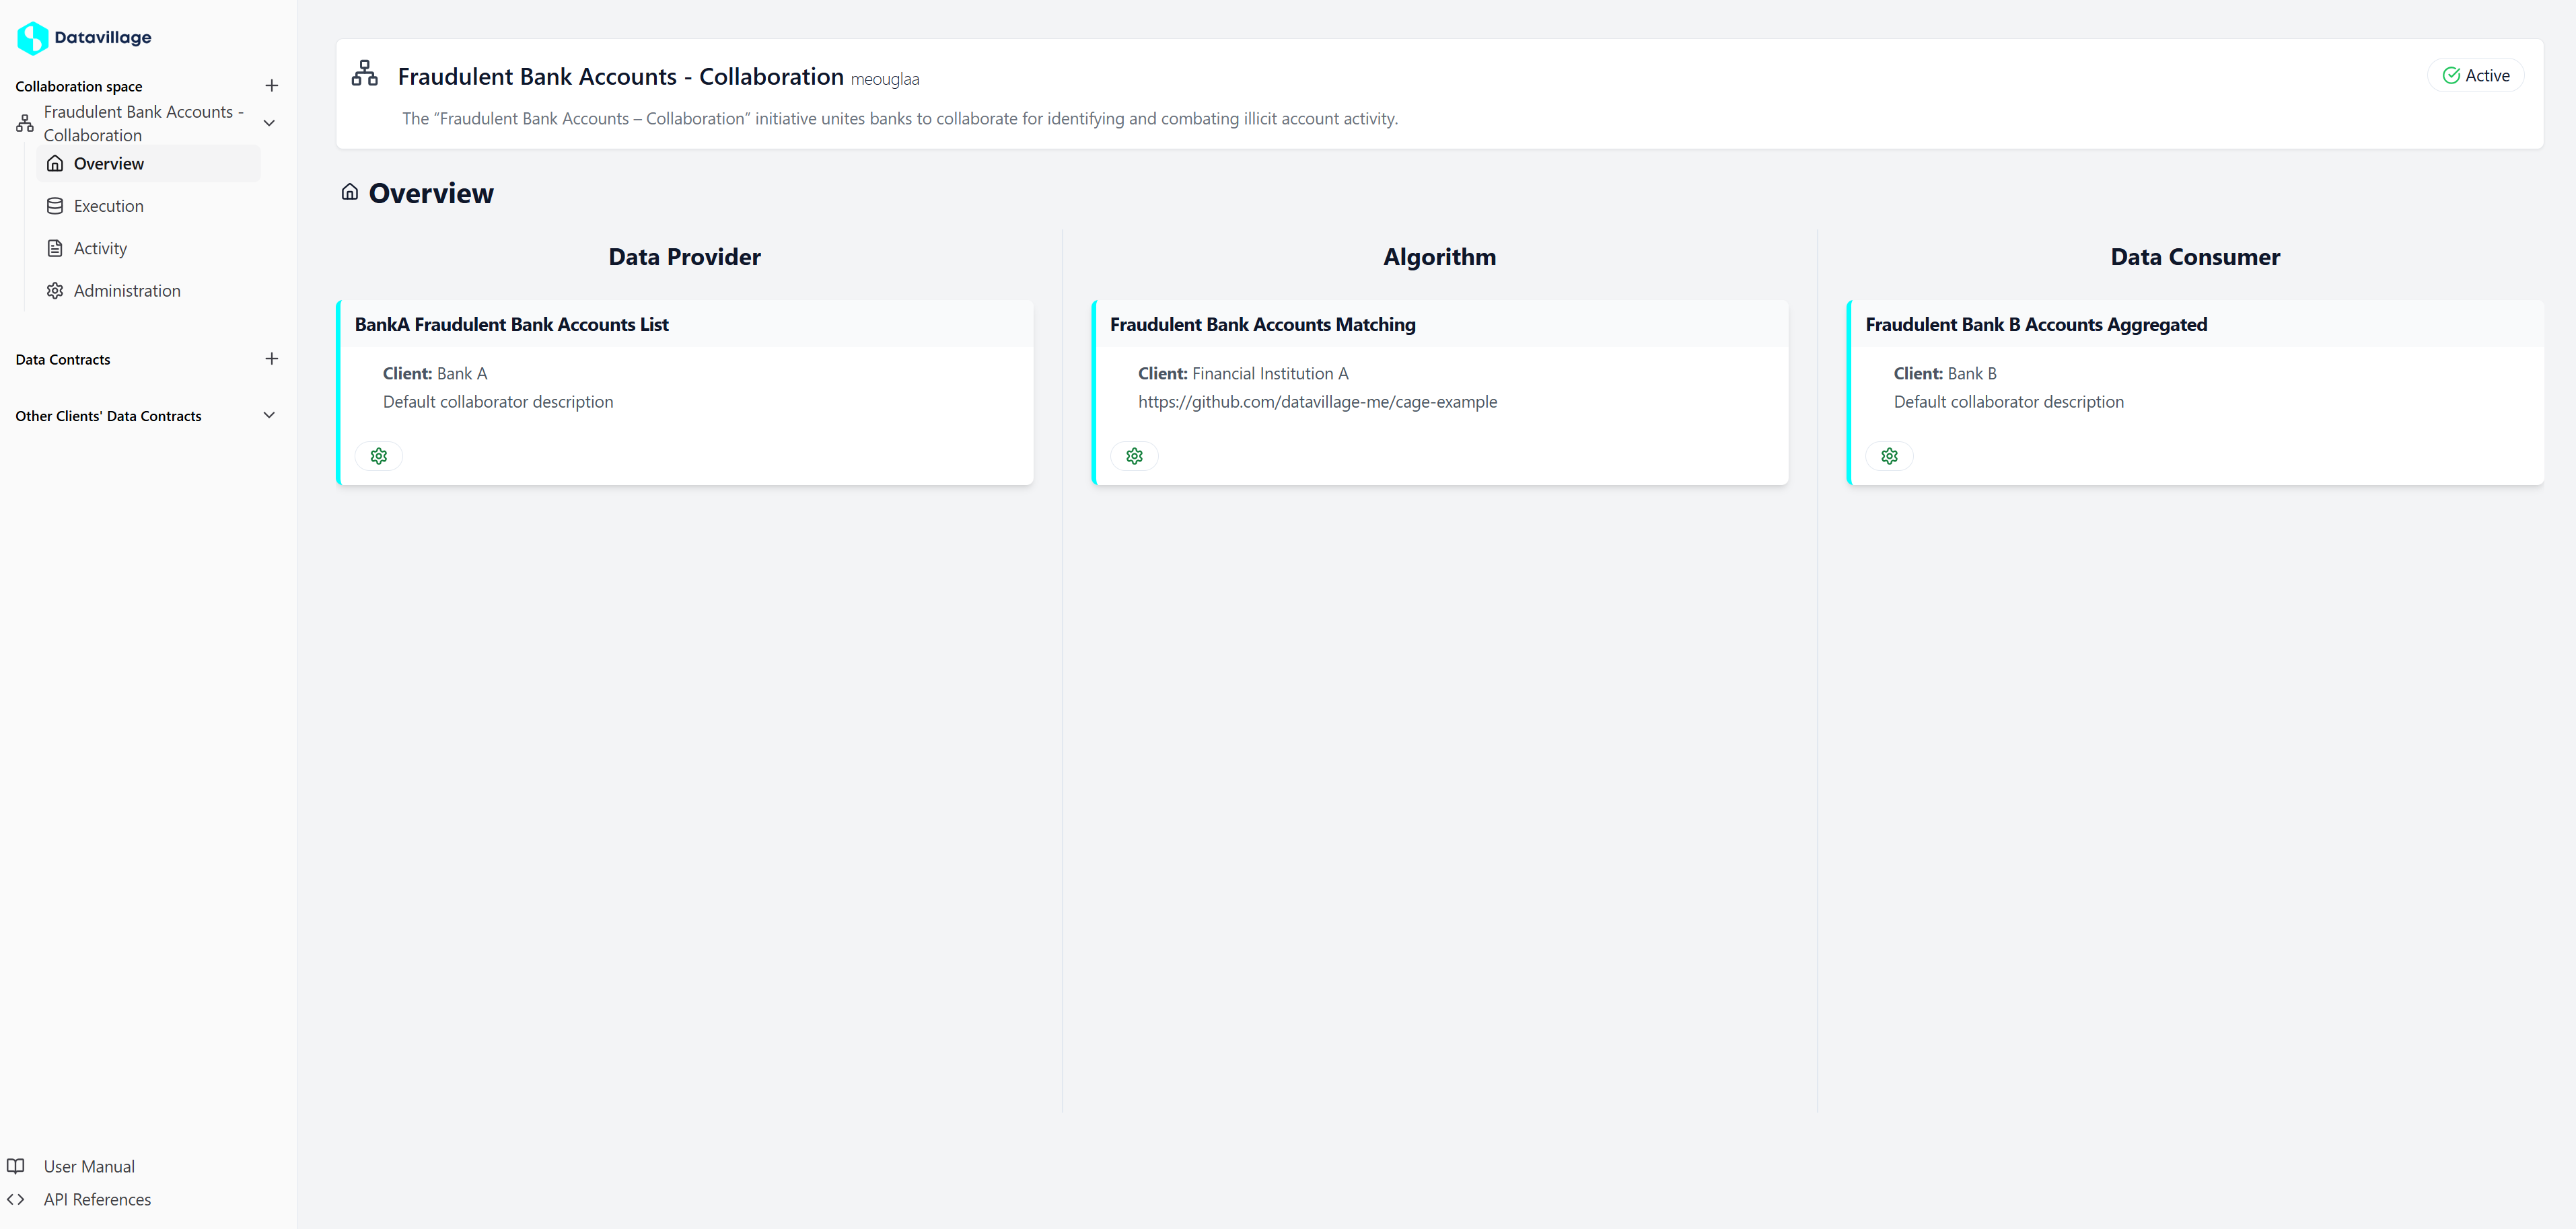 Datavillage
Collaboration space
Fraudulent Bank Accounts -
Collaboration
Overview
Execution
Activity
Administration
Data Contracts
Other Clients' Data Contracts
User Manual
API References
Fraudulent Bank Accounts - Collaboration meouglaa
Active
The “Fraudulent Bank Accounts – Collaboration” initiative unites banks to collaborate for identifying and combating illicit account activity.
Overview
Data Provider
BankA Fraudulent Bank Accounts List
Client: Bank A
Default collaborator description
Algorithm
Fraudulent Bank Accounts Matching
Client: Financial Institution A
https://github.com/datavillage-me/cage-example
Data Consumer
Fraudulent Bank B Accounts Aggregated
Client: Bank B
Default collaborator description